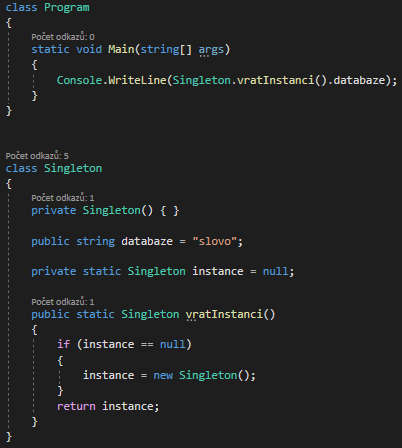 class Program
{
Počet odkazů: 0
static void Main(string[] args)
{
Console.WriteLine(Singleton.vratInstanci().databaze);
}
}
Počet odkazů: 5
class Singleton
{
Počet odkazů: 1
private Singleton() { }
public string databaze = "slovo";
private static Singleton instance = null;
Počet odkazů: 1
public static Singleton vratInstanci()
{
if (instance == null)
{
instance = new Singleton();
}
return instance;
}
}